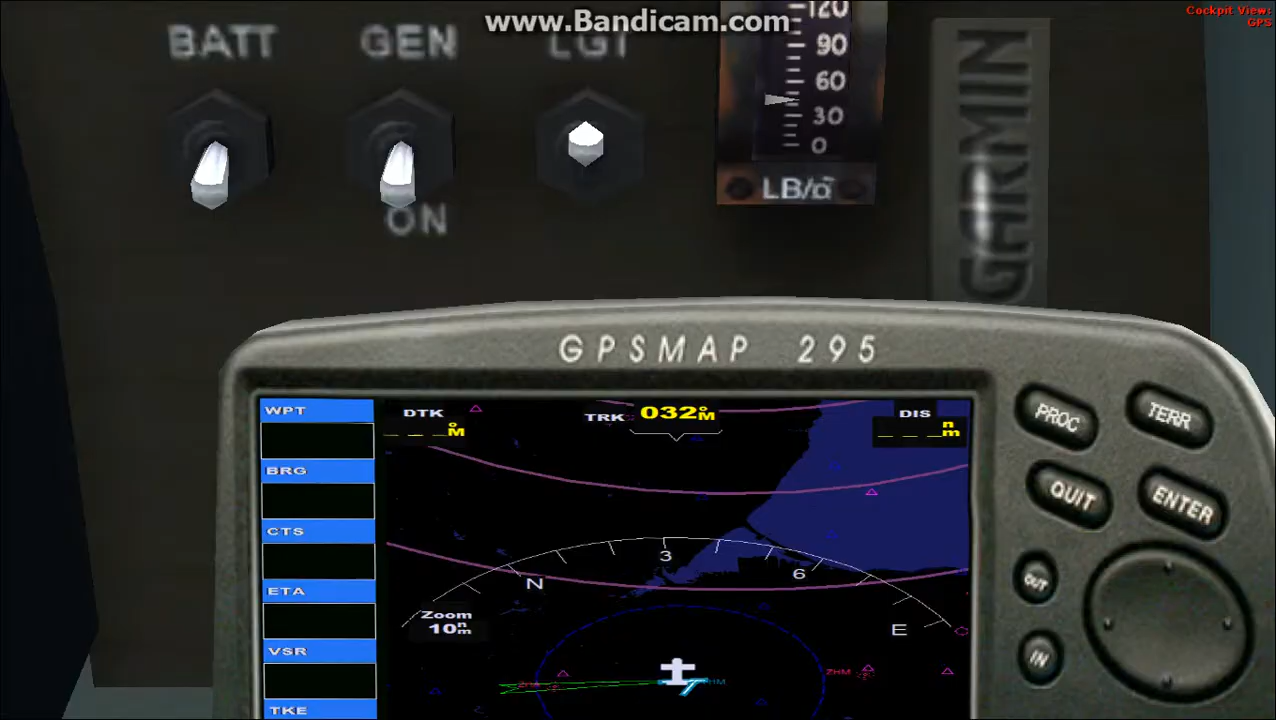 www.Bandicam.com
Cockpit View:
GPS
BATT
GEN
LGT
ON
120
90
60
30
0
LB/
GARMIN
GPSMAP 295
WPT
BRG
CTS
ETA
VSR
TKE
DTK
_ _ _ _°M
TRK 032°M
DIS
_ _ _ _ nm
N
3
6
E
Zoom
10nm
PROC
TERR
QUIT
ENTER
OUT
IN